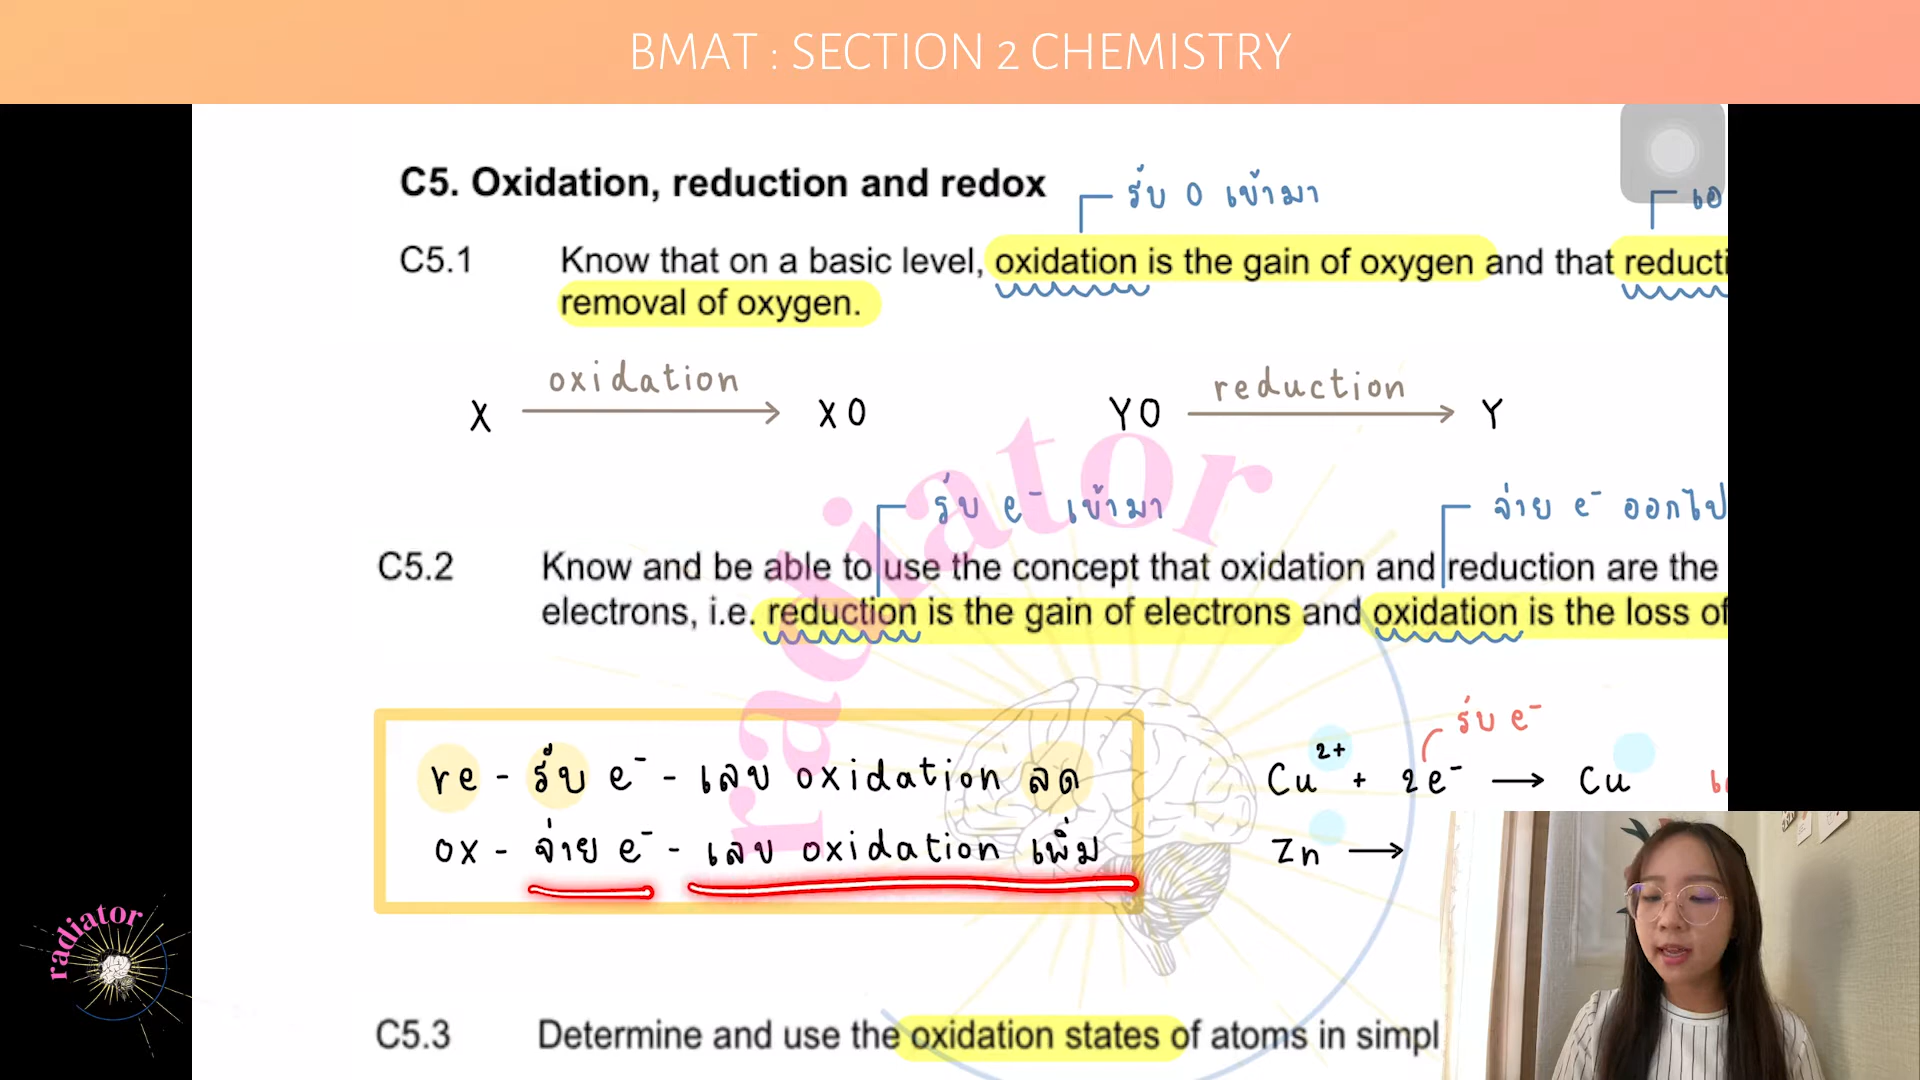 BMAT : SECTION 2 CHEMISTRY
C5. Oxidation, reduction and redox
รับ O เข้ามา
C5.1 Know that on a basic level, oxidation is the gain of oxygen and that
removal of oxygen.
X oxidation XO YO reduction Y
รับ e⁻ เข้ามา จ่าย e⁻ ออกไป
C5.2 Know and be able to use the concept that oxidation and reduction are the
electrons, i.e. reduction is the gain of electrons and oxidation is the loss of
รับ e⁻
re - รับ e⁻ - เลข oxidation ลด
Cu²⁺ + 2e⁻ → Cu
ox - จ่าย e⁻ - เลข oxidation เพิ่ม
Zn →
C5.3 Determine and use the oxidation states of atoms in simpl
radiator
radiator